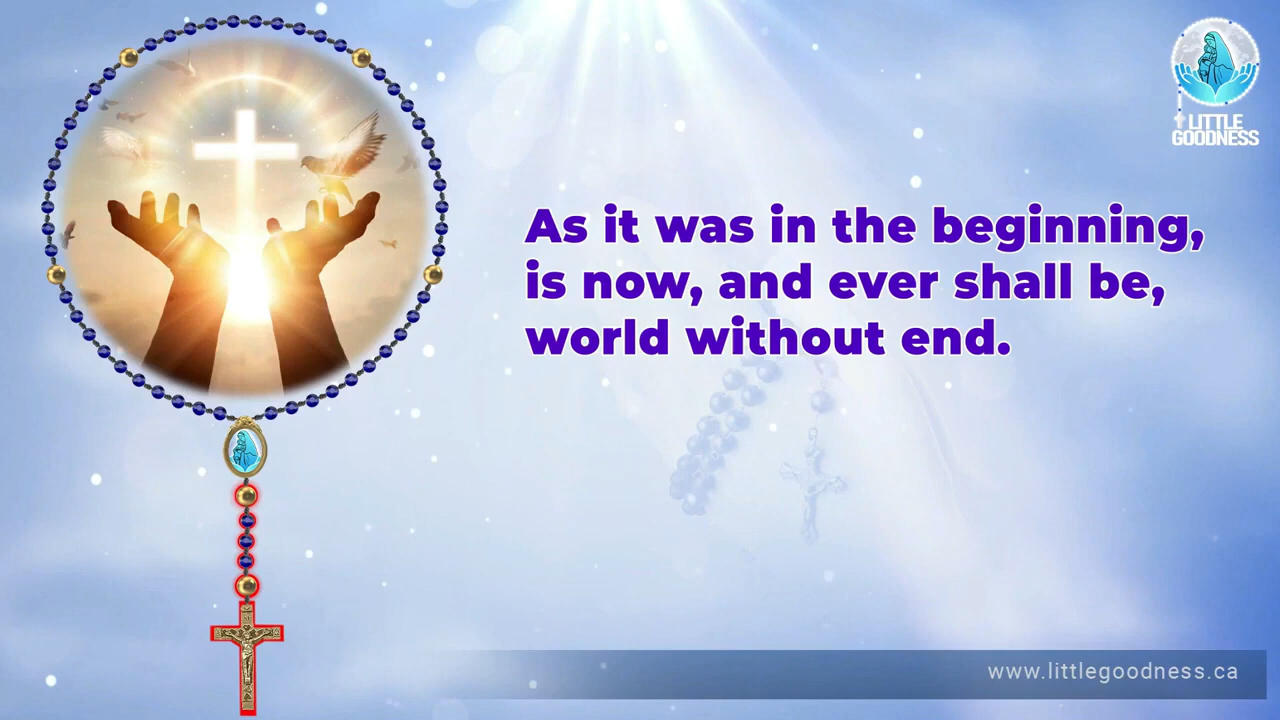 LITTLE
GOODNESS
As it was in the beginning,
is now, and ever shall be,
world without end.
www.littlegoodness.ca